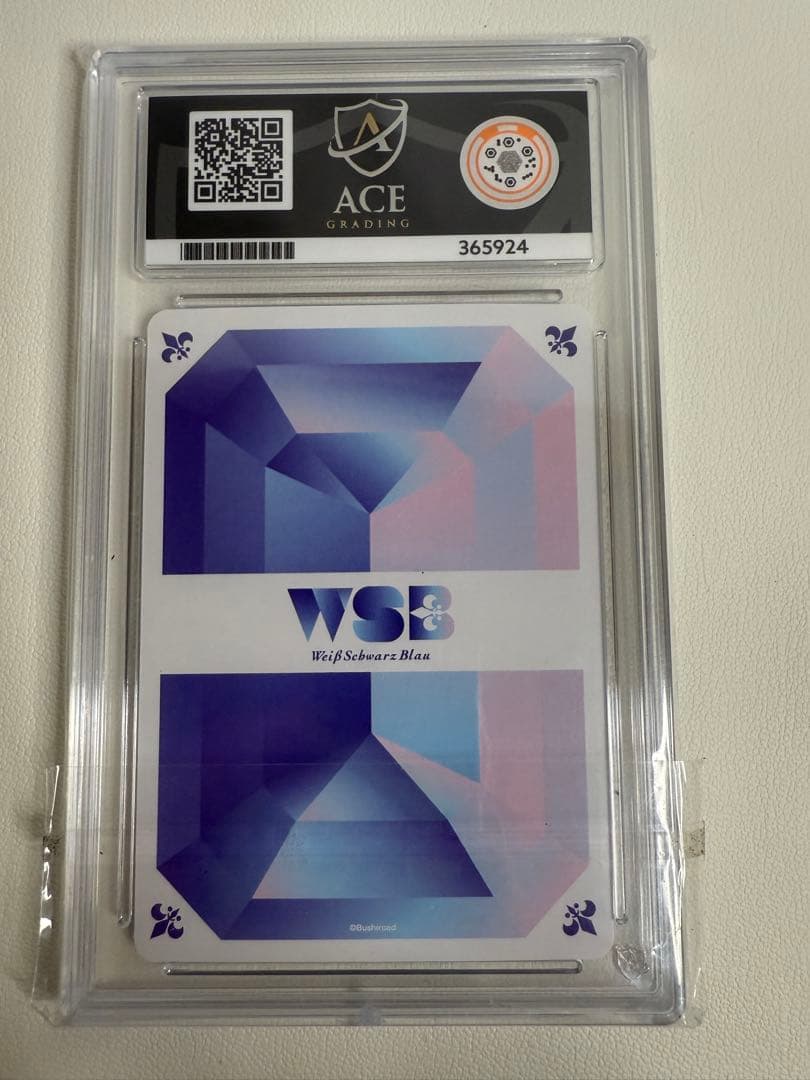 ACE
GRADING
365924
WSB
Weiß Schwarz Blau
©Bushiroad